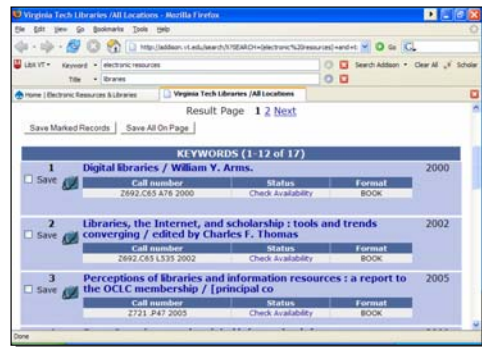 Virginia Tech Libraries /All Locations - Mozilla Firefox
File Edit View Go Bookmarks Tools Help
Go
LibX VT Keyword electronic resources Search Addison Clear All Scholar
Title libraries
Home | Electronic Resources & Libraries Virginia Tech Libraries /All Locations
Result Page 1 2 Next
Save Marked Records Save All On Page
KEYWORDS (1-12 of 17)
1 Digital libraries / William Y. Arms. 2000
Save
Call number Status Format
Z692.C65 A76 2000 Check Availability BOOK
2 Libraries, the Internet, and scholarship : tools and trends 2002
Save converging / edited by Charles F. Thomas
Call number Status Format
Z692.C65 L535 2002 Check Availability BOOK
3 Perceptions of libraries and information resources : a report to 2005
Save the OCLC membership / [principal co
Call number Status Format
Z721 .P47 2005 Check Availability BOOK
Done